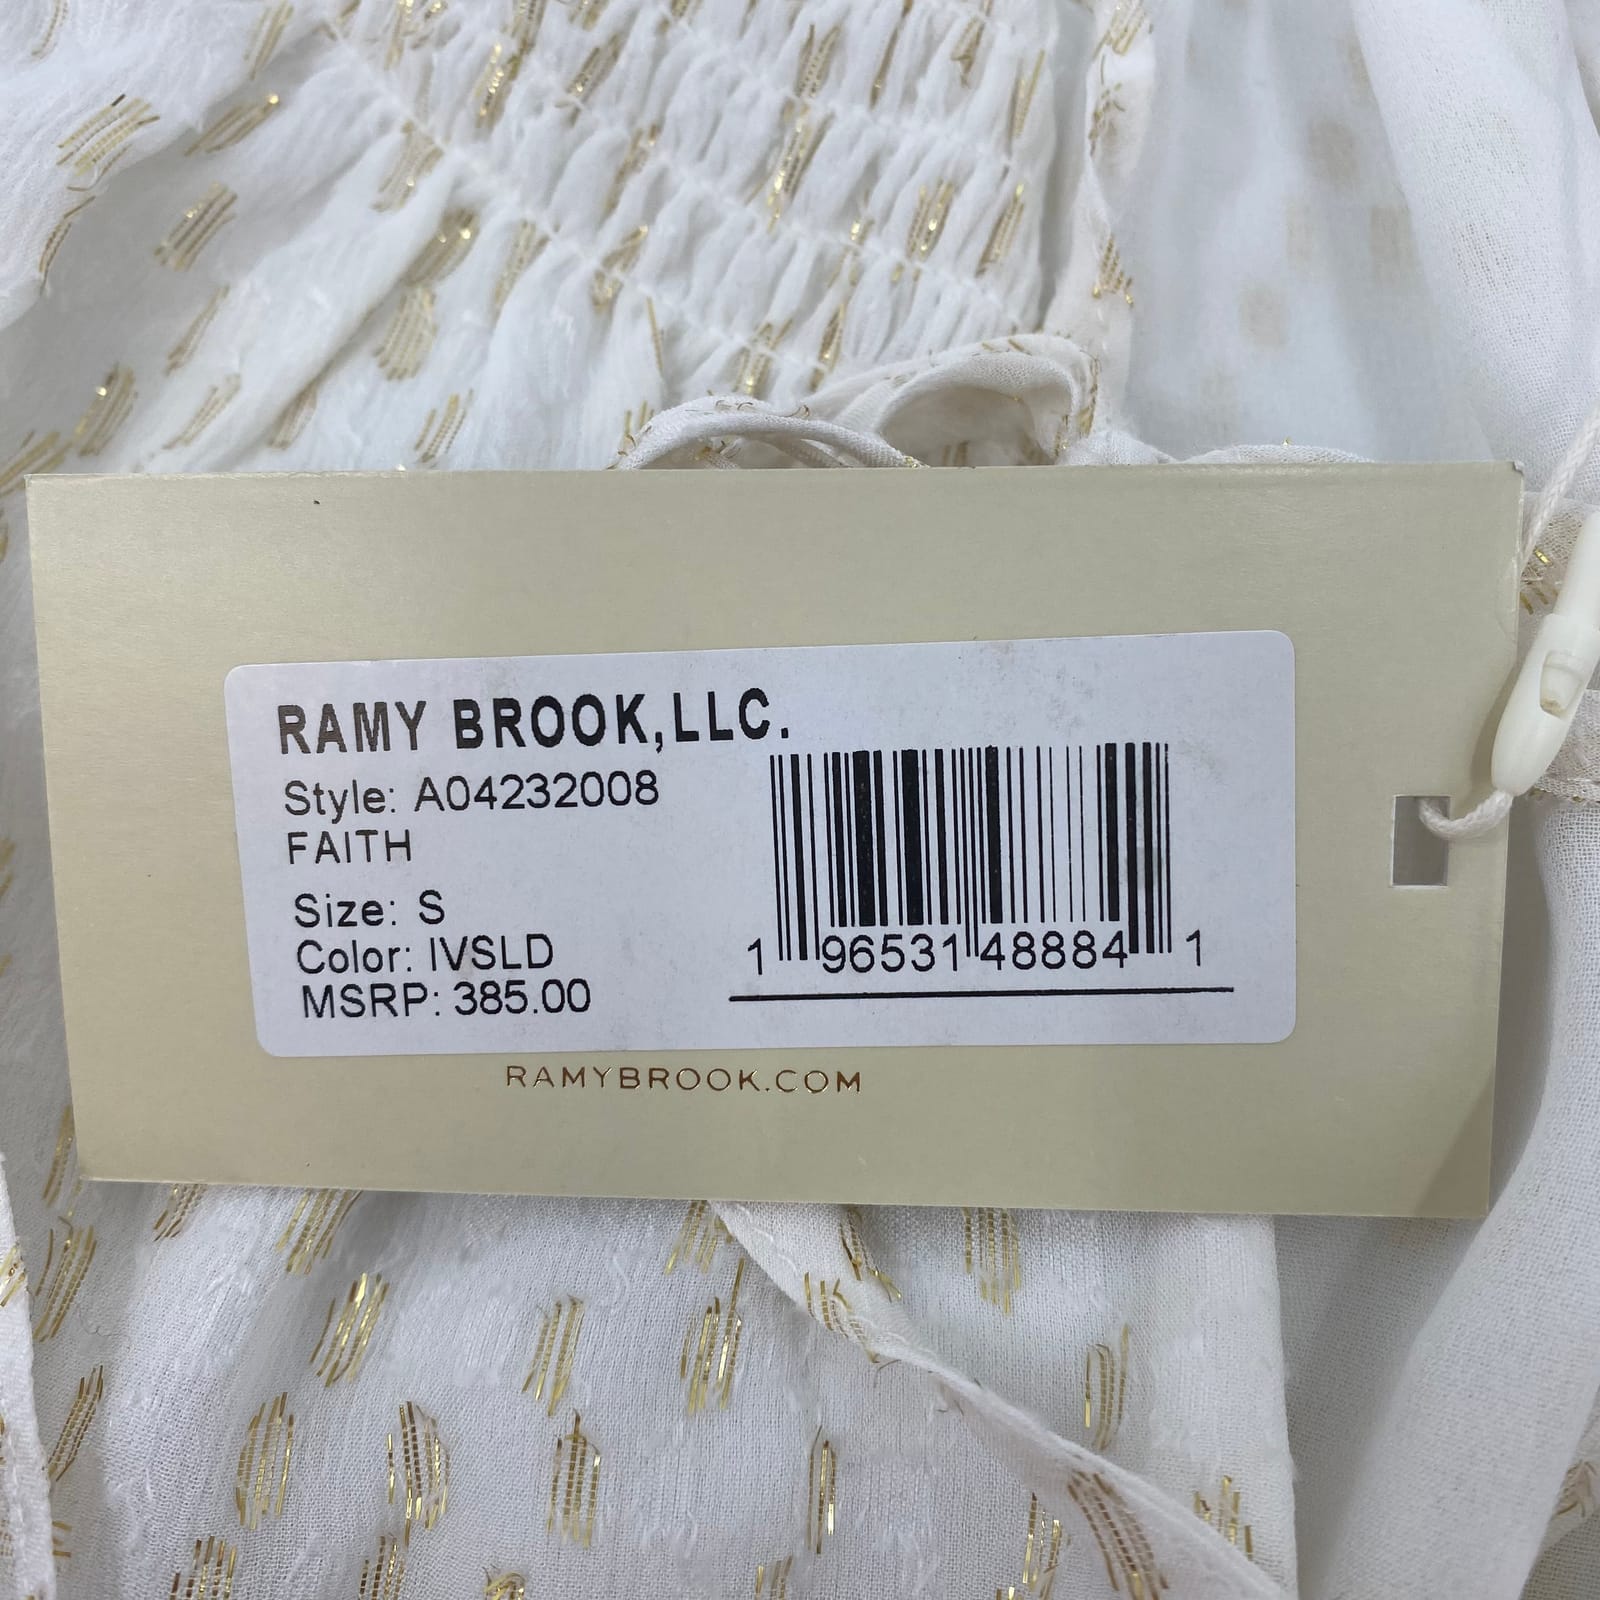 RAMY BROOK,LLC.
Style: A04232008
FAITH
Size: S
Color: IVSLD
MSRP: 385.00
1 96531 48884 1
RAMYBROOK.COM